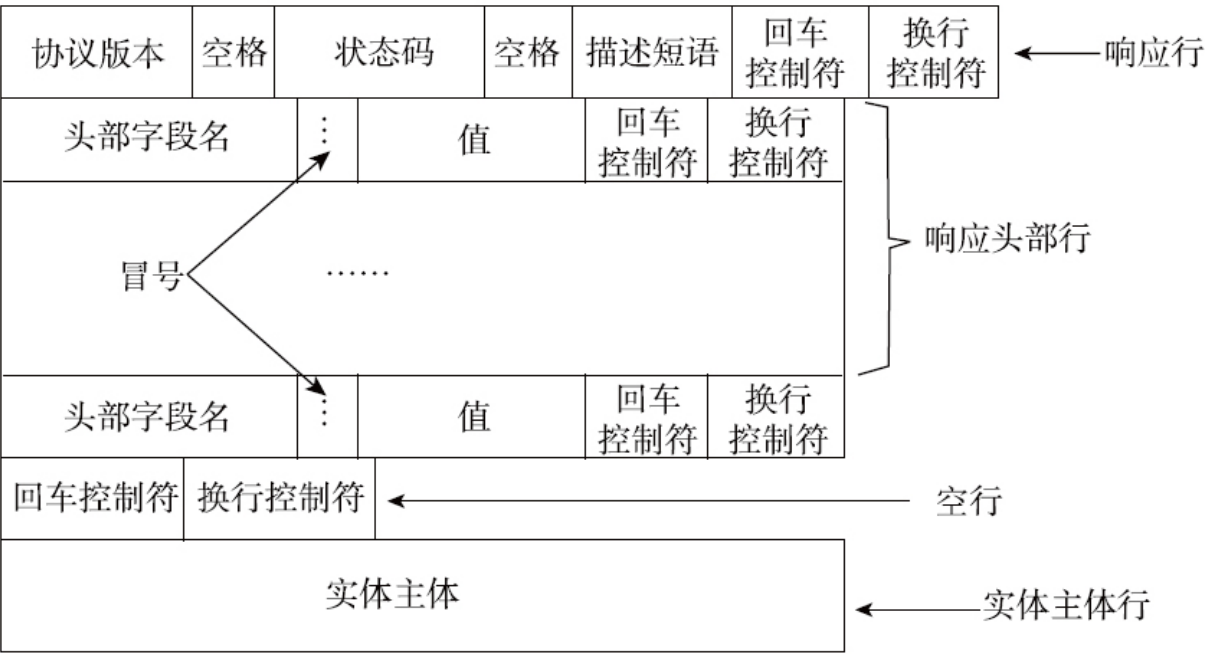 协议版本 空格 状态码 空格 描述短语 回车 控制符 换行 控制符 响应行
头部字段名 ⋮ 值 回车 控制符 换行 控制符
响应头部行
冒号 ……
头部字段名 ⋮ 值 回车 控制符 换行 控制符
回车控制符 换行控制符 空行
实体主体 实体主体行